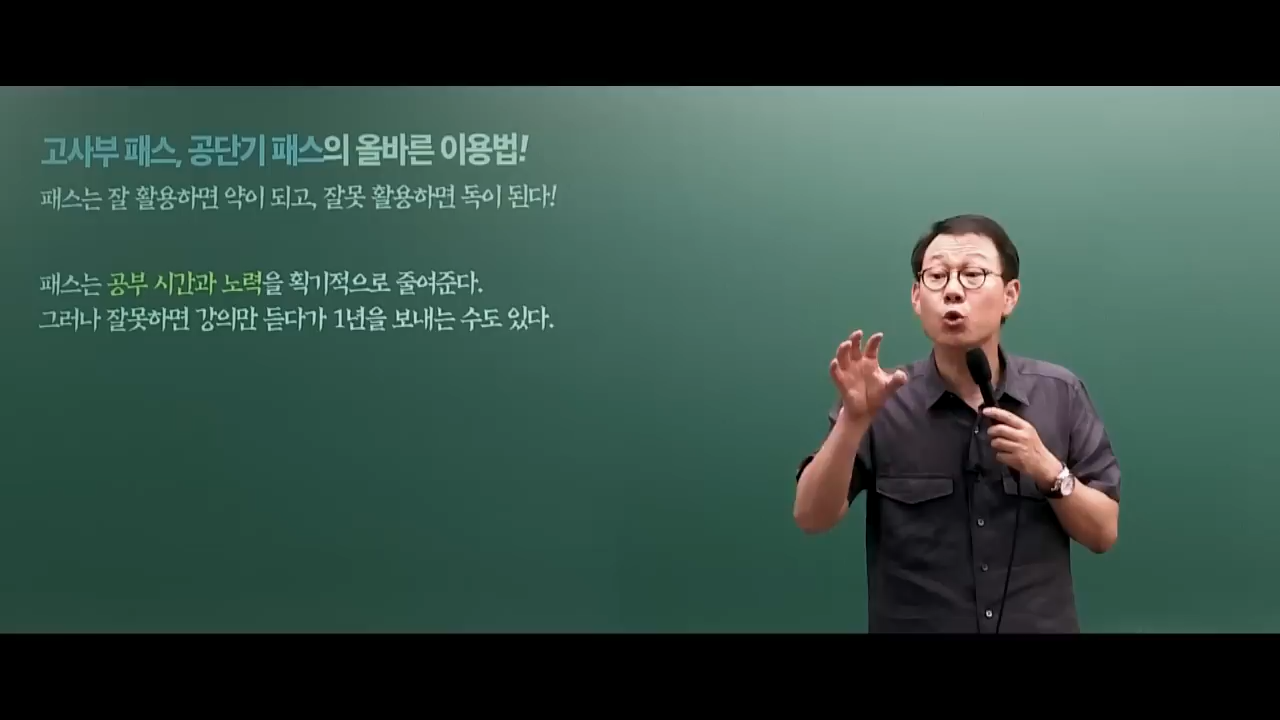 고사부 패스, 공단기 패스의 올바른 이용법!
패스는 잘 활용하면 약이 되고, 잘못 활용하면 독이 된다!
패스는 공부 시간과 노력을 획기적으로 줄여준다.
그러나 잘못하면 강의만 듣다가 1년을 보내는 수도 있다.